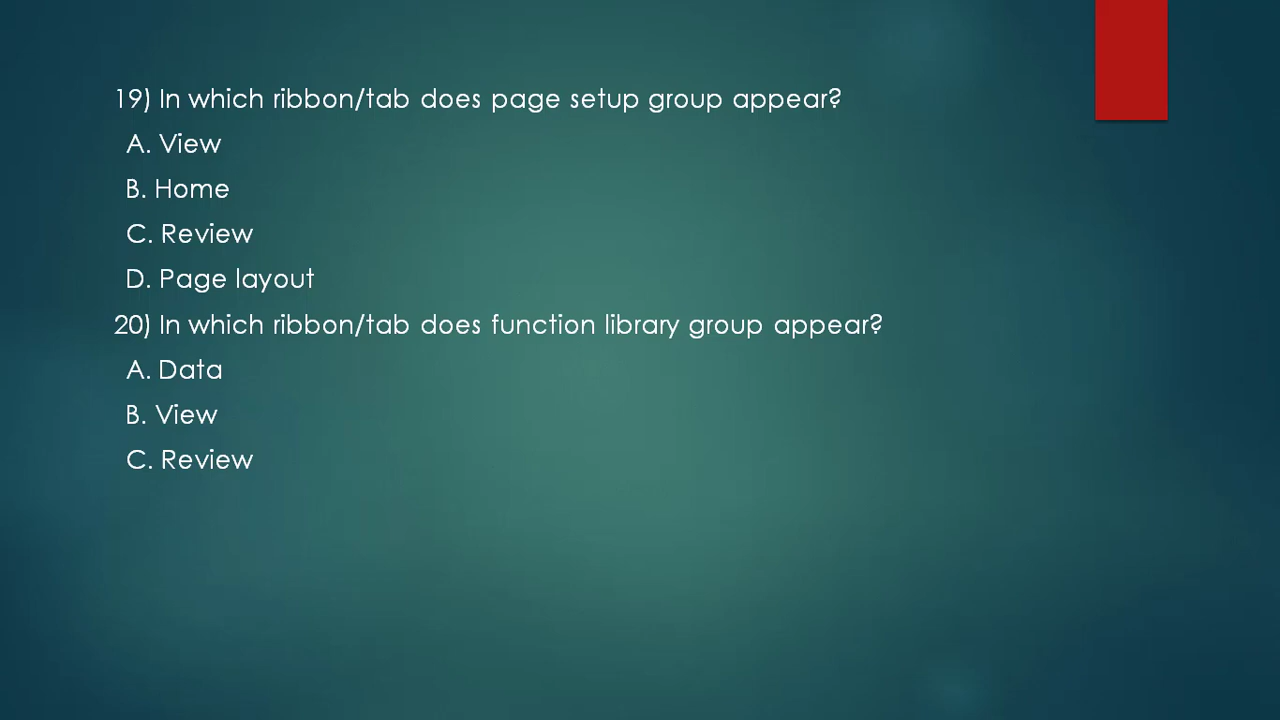 19) In which ribbon/tab does page setup group appear?
A. View
B. Home
C. Review
D. Page layout
20) In which ribbon/tab does function library group appear?
A. Data
B. View
C. Review